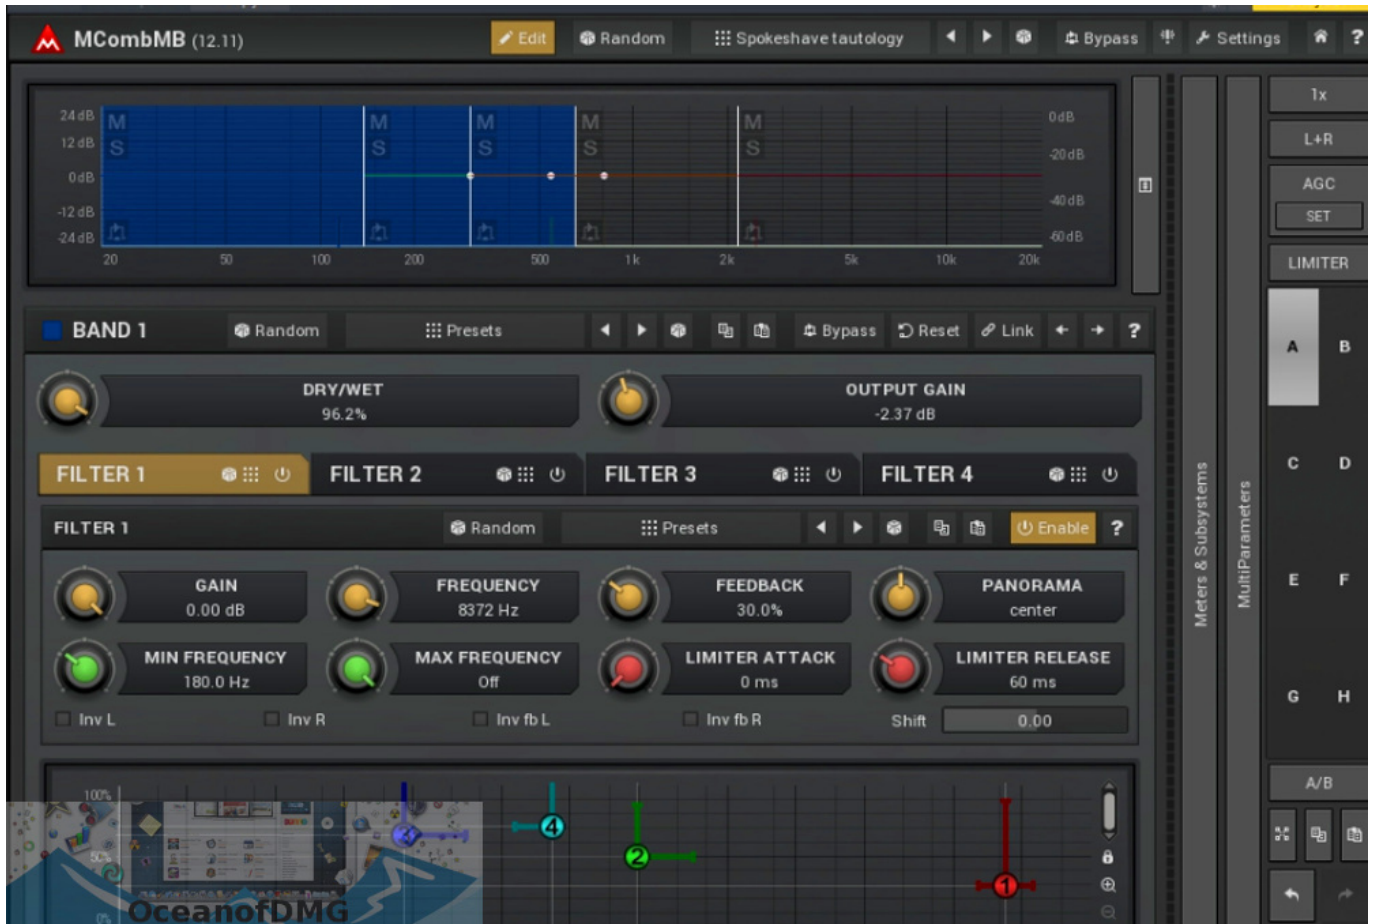 MCombMB (12.11) Edit Random Spokeshave tautology Bypass Settings ?
24 dB M M M M M 0 dB 1x
12 dB S S S S S -20 dB L+R
0 dB AGC
-12 dB -40 dB SET
-24 dB -60 dB
20 50 100 200 500 1k 2k 5k 10k 20k LIMITER
BAND 1 Random Presets Bypass Reset Link ? A B
DRY/WET OUTPUT GAIN
96.2% -2.37 dB
C D
FILTER 1 FILTER 2 FILTER 3 FILTER 4
FILTER 1 Random Presets Enable ?
Meters & Subsystems
MultiParameters
GAIN FREQUENCY FEEDBACK PANORAMA E F
0.00 dB 8372 Hz 30.0% center
MIN FREQUENCY MAX FREQUENCY LIMITER ATTACK LIMITER RELEASE
180.0 Hz Off 0 ms 60 ms G H
Inv L Inv R Inv fb L Inv fb R Shift 0.00
100% A/B
3 4
50% 2
1
0%
OceanofDMG